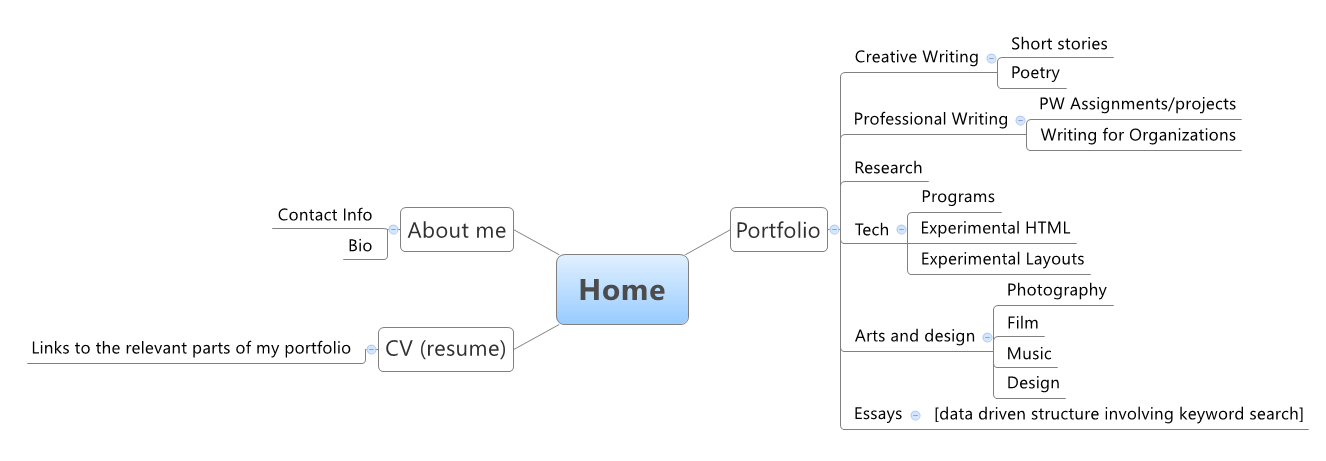 Home
About me
Contact Info
Bio
CV (resume)
Links to the relevant parts of my portfolio
Portfolio
Creative Writing
Short stories
Poetry
Professional Writing
PW Assignments/projects
Writing for Organizations
Research
Tech
Programs
Experimental HTML
Experimental Layouts
Arts and design
Photography
Film
Music
Design
Essays
[data driven structure involving keyword search]